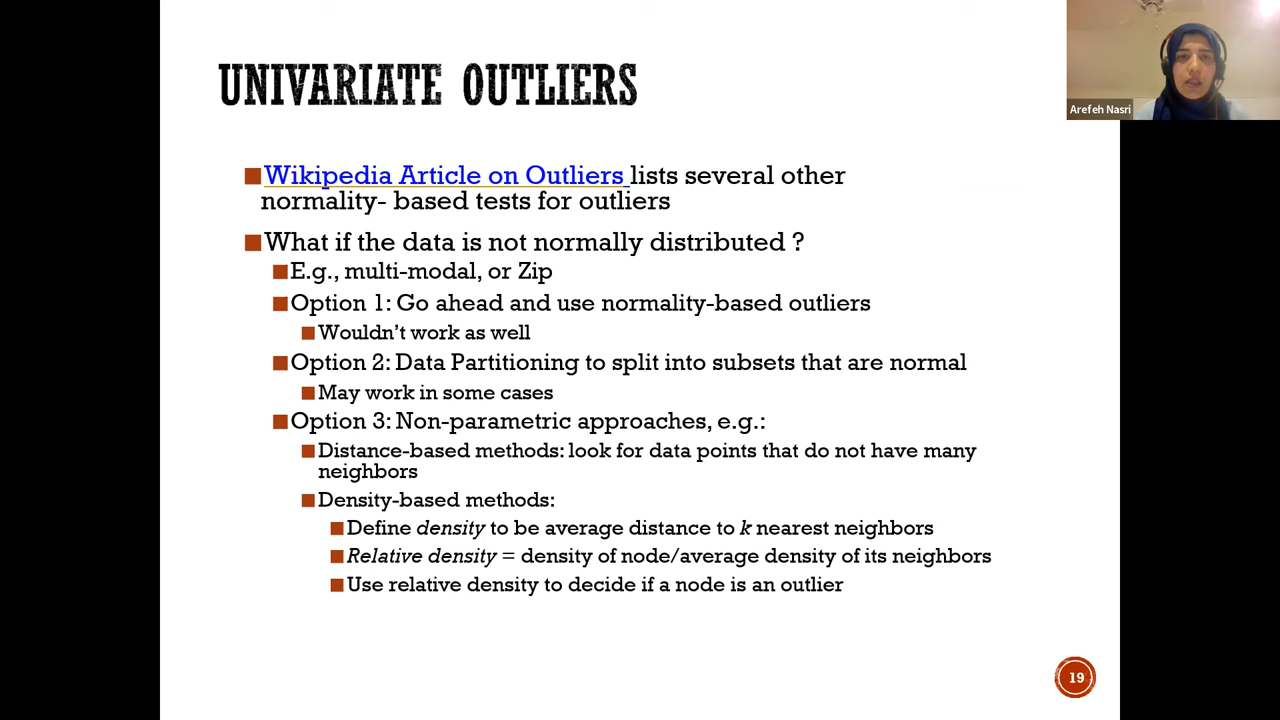 UNIVARIATE OUTLIERS
Arefeh Nasri
Wikipedia Article on Outliers lists several other
normality- based tests for outliers
What if the data is not normally distributed ?
E.g., multi-modal, or Zip
Option 1: Go ahead and use normality-based outliers
Wouldn't work as well
Option 2: Data Partitioning to split into subsets that are normal
May work in some cases
Option 3: Non-parametric approaches, e.g.:
Distance-based methods: look for data points that do not have many
neighbors
Density-based methods:
Define density to be average distance to k nearest neighbors
Relative density = density of node/average density of its neighbors
Use relative density to decide if a node is an outlier
19